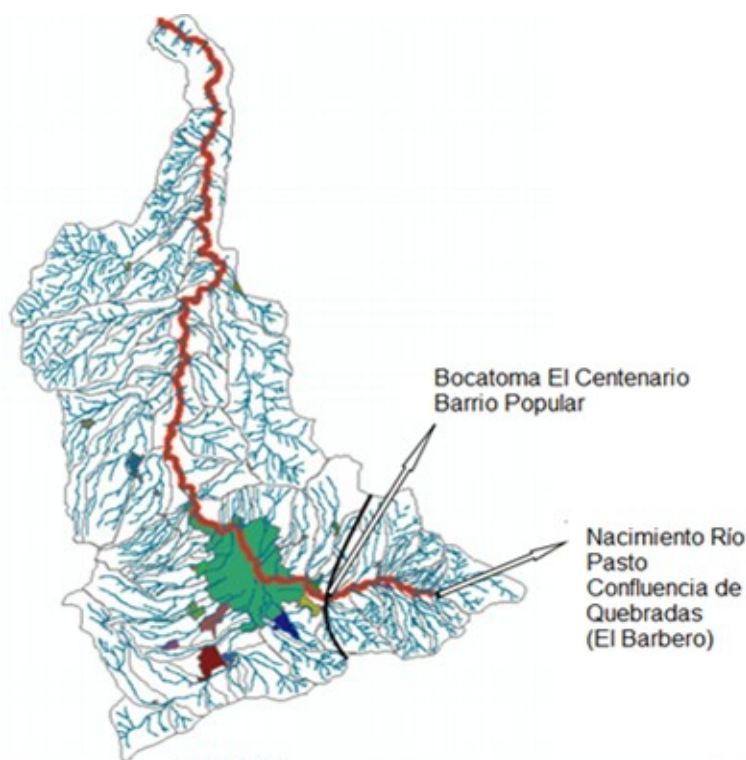 Bocatoma El Centenario
Barrio Popular
Nacimiento Río
Pasto
Confluencia de
Quebradas
(El Barbero)